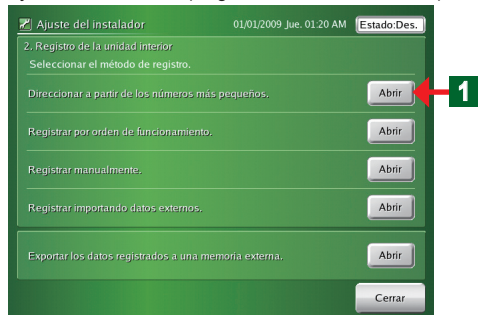 Ajuste del instalador 01/01/2009 Jue. 01:20 AM Estado:Des.
2. Registro de la unidad interior
Seleccionar el método de registro.
Direccionar a partir de los números más pequeños. Abrir 1
Registrar por orden de funcionamiento. Abrir
Registrar manualmente. Abrir
Registrar importando datos externos. Abrir
Exportar los datos registrados a una memoria externa. Abrir
Cerrar